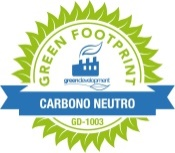 GREEN FOOTPRINT
greendevelopment
CARBONO NEUTRO
GD-1003